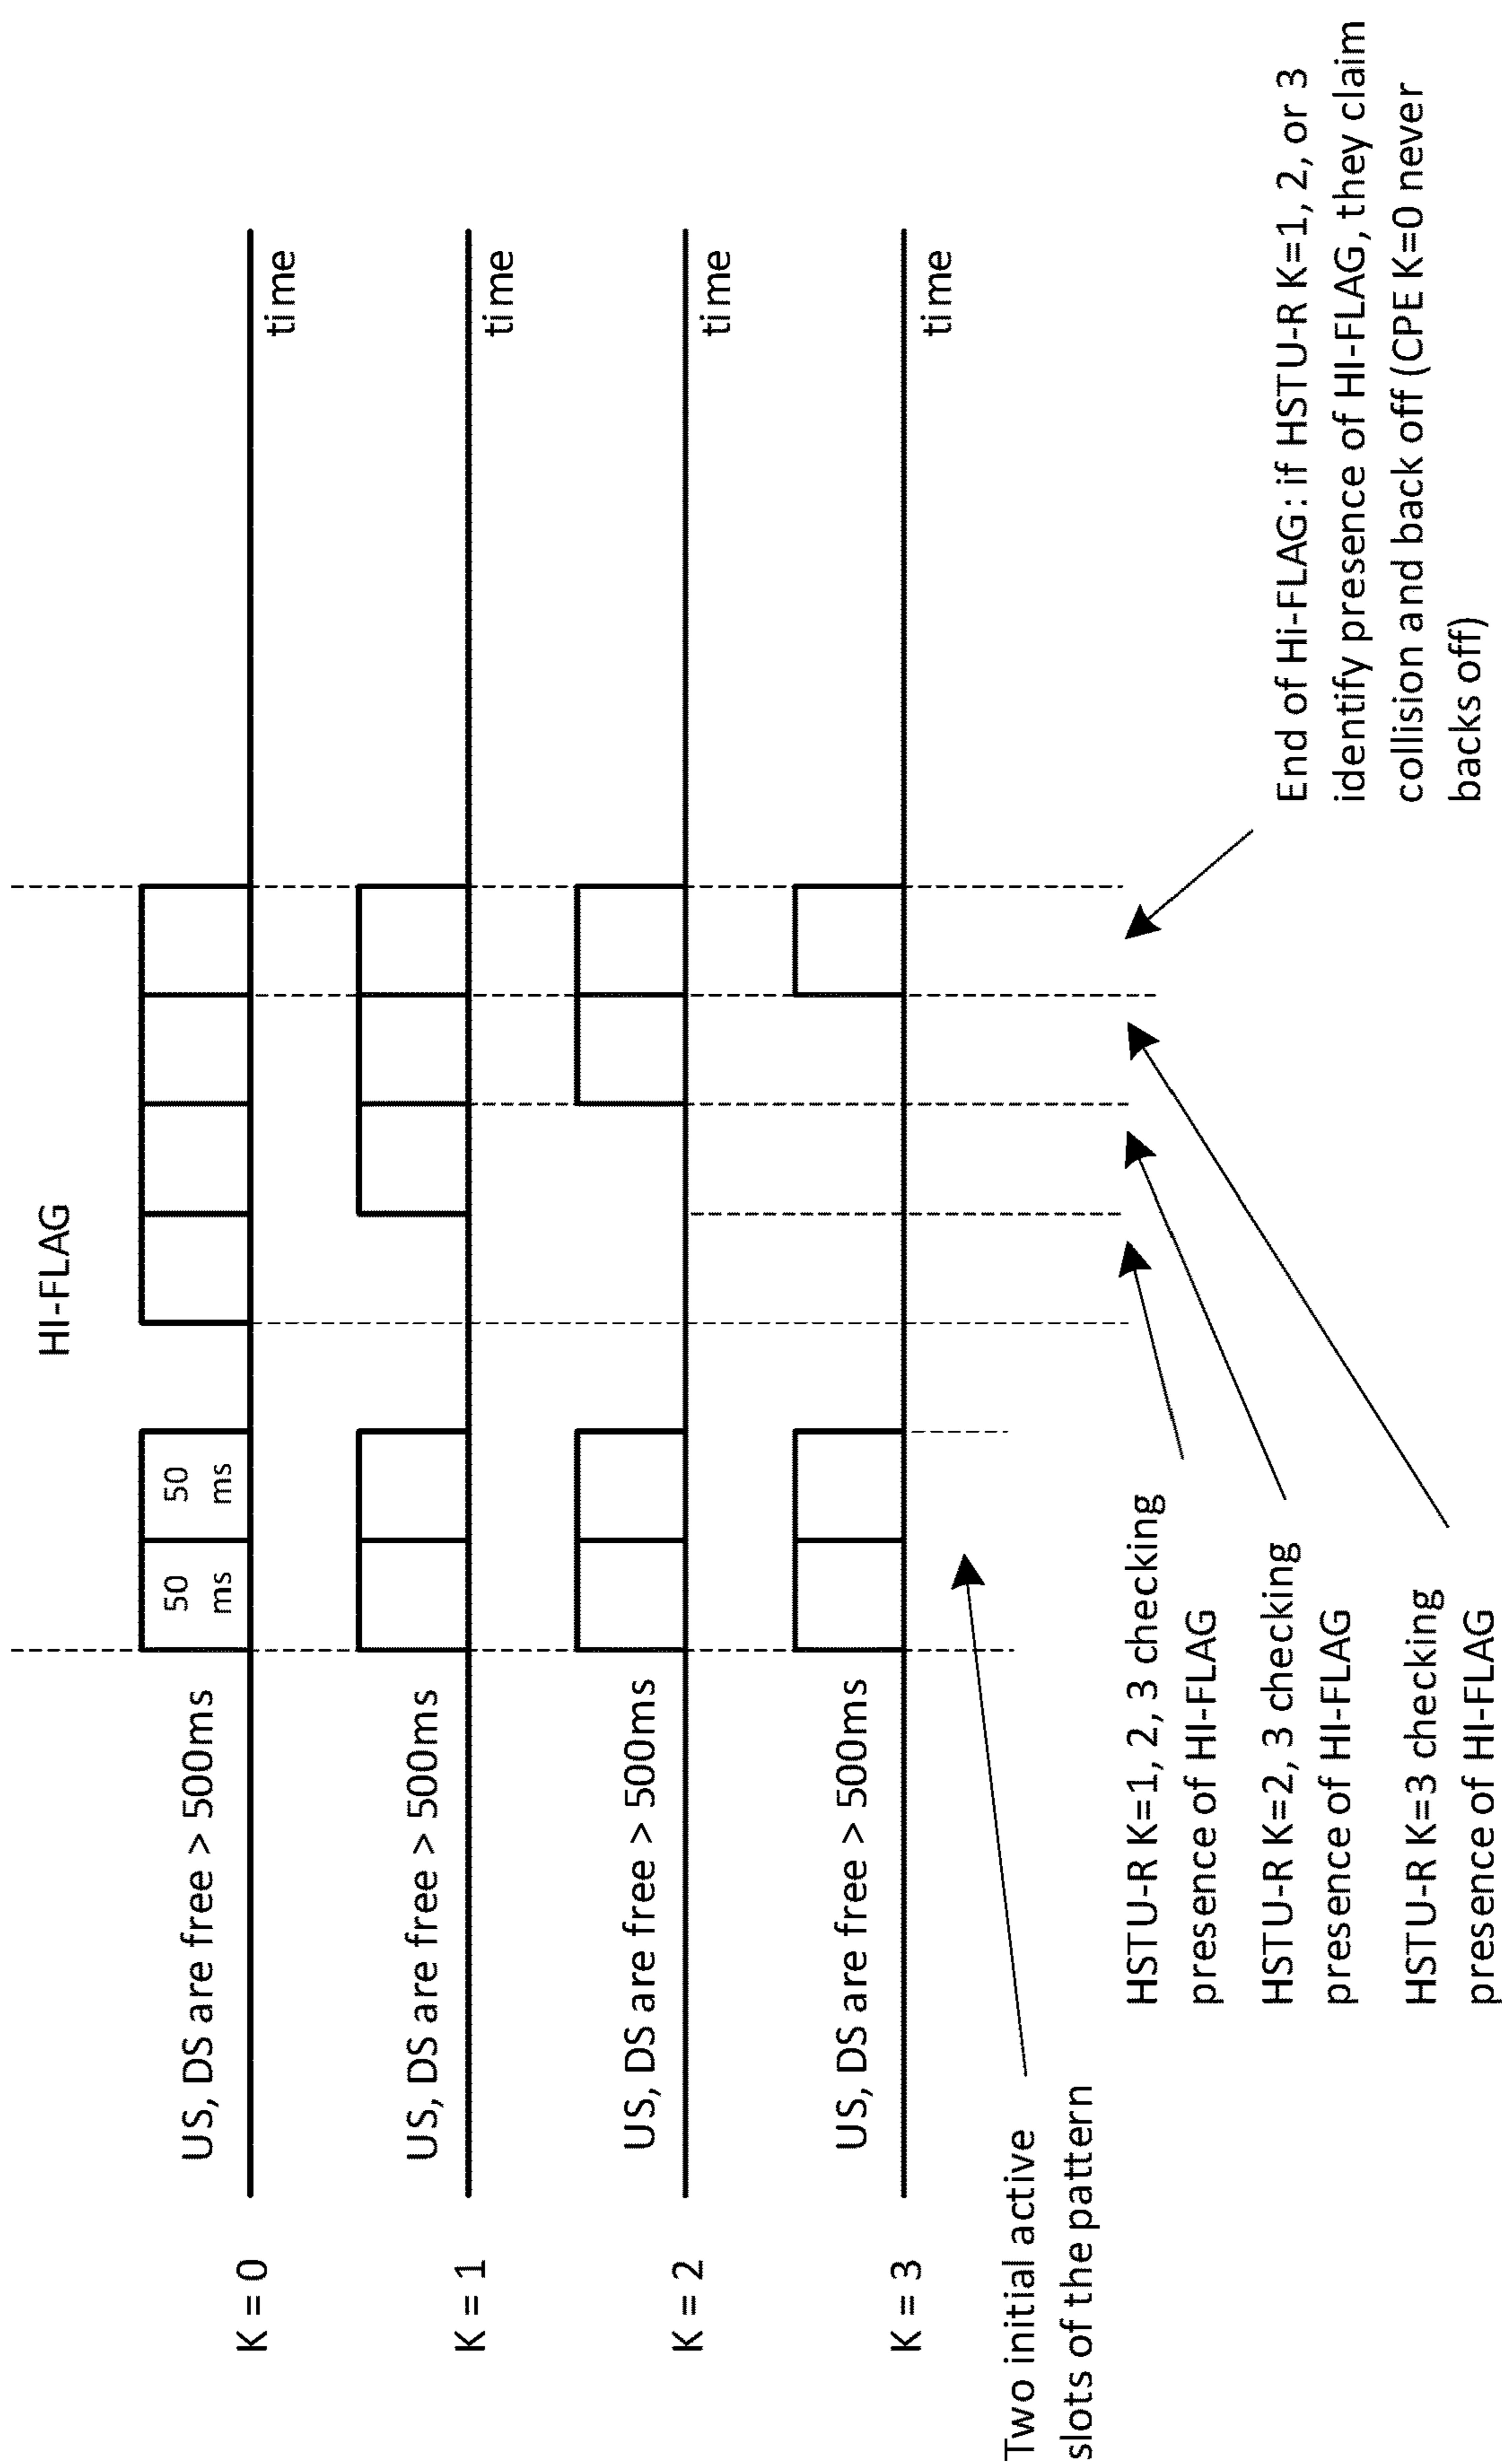 HI-FLAG
K = 0
US, DS are free > 500ms
50
ms
50
ms
time
K = 1
US, DS are free > 500ms
time
K = 2
US, DS are free > 500ms
time
K = 3
US, DS are free > 500ms
time
Two initial active
slots of the pattern
HSTU-R K=1, 2, 3 checking
presence of HI-FLAG
HSTU-R K=2, 3 checking
presence of HI-FLAG
HSTU-R K=3 checking
presence of HI-FLAG
End of Hi-FLAG: if HSTU-R K=1, 2, or 3
identify presence of HI-FLAG, they claim
collision and back off (CPE K=0 never
backs off)